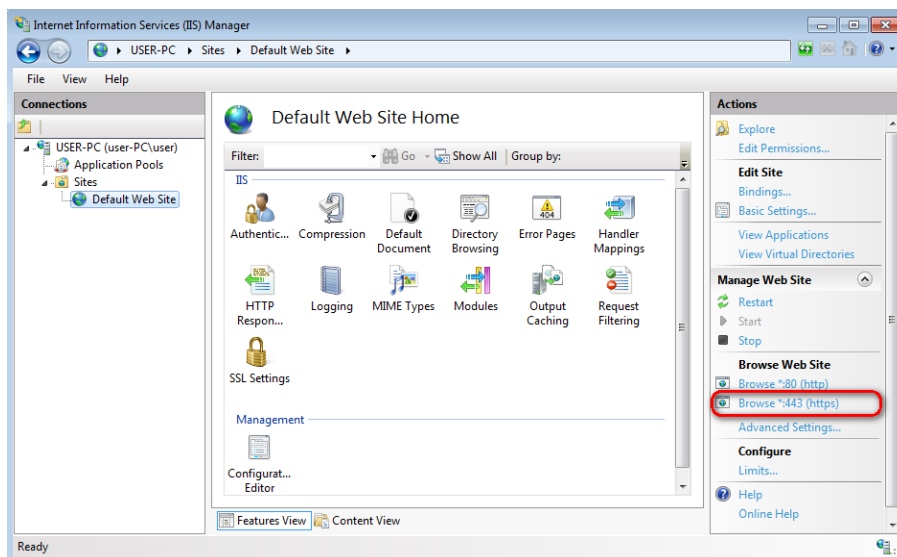 Internet Information Services (IIS) Manager
USER-PC
Sites
Default Web Site
File View Help
Connections
USER-PC (user-PC\user)
Application Pools
Sites
Default Web Site
Default Web Site Home
Filter: Go Show All Group by:
IIS
Authentic... Compression Default Document Directory Browsing Error Pages 404 Handler Mappings
HTTP Respon... Logging MIME Types Modules Output Caching Request Filtering
SSL Settings
Management
Configurat...
Editor
Features View Content View
Actions
Explore
Edit Permissions...
Edit Site
Bindings...
Basic Settings...
View Applications
View Virtual Directories
Manage Web Site
Restart
Start
Stop
Browse Web Site
Browse *:80 (http)
Browse *:443 (https)
Advanced Settings...
Configure
Limits...
Help
Online Help
Ready